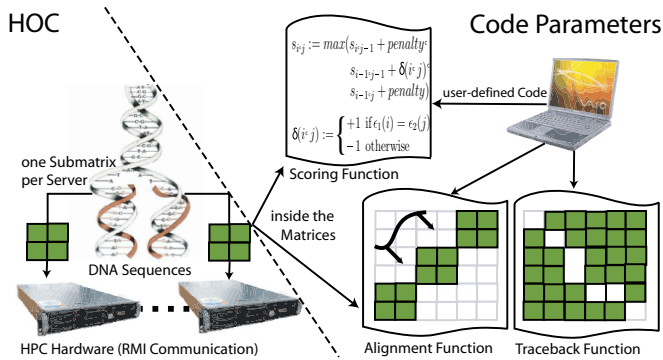 HOC
Code Parameters
s_{i,j} := max(s_{i,j-1} + penalty,
s_{i-1,j-1} + δ(i, j),
s_{i-1,j} + penalty)
δ(i, j) := { +1 if ϵ1(i) = ϵ2(j)
−1 otherwise
user-defined Code
Scoring Function
one Submatrix
per Server
inside the
Matrices
DNA Sequences
HPC Hardware (RMI Communication)
Alignment Function
Traceback Function